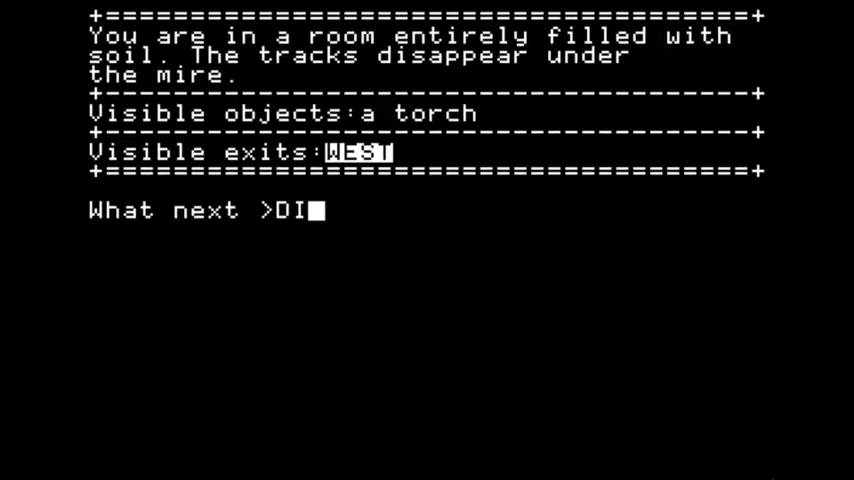 You are in a room entirely filled with
soil. The tracks disappear under
the mire.
Visible objects:a torch
Visible exits:WEST
What next >DI